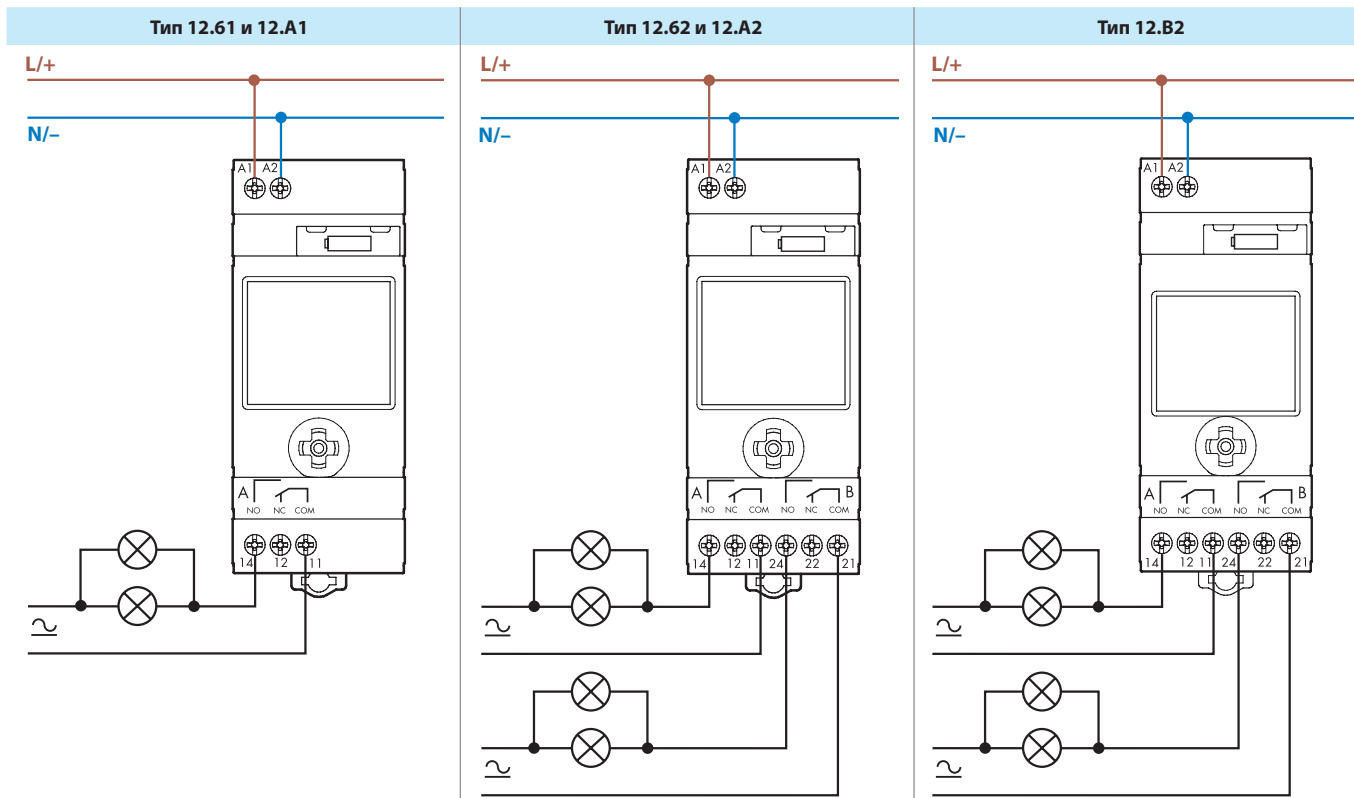 Тип 12.61 и 12.A1
L/+
N/–
A1 A2
A
NO NC COM
14 12 11
Тип 12.62 и 12.A2
L/+
N/–
A1 A2
A B
NO NC COM NO NC COM
14 12 11 24 22 21
Тип 12.B2
L/+
N/–
A1 A2
A B
NO NC COM NO NC COM
14 12 11 24 22 21